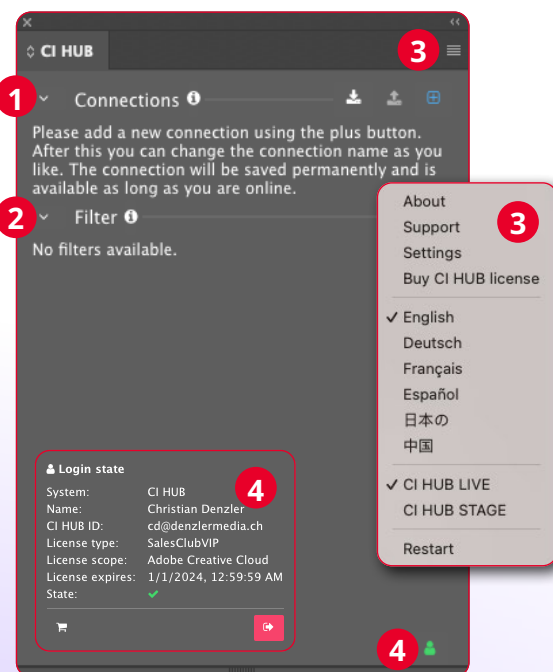 CI HUB
3
1
Connections
Please add a new connection using the plus button.
After this you can change the connection name as you
like. The connection will be saved permanently and is
available as long as you are online.
2
Filter
No filters available.
3
About
Support
Settings
Buy CI HUB license
✓ English
Deutsch
Français
Español
日本の
中国
✓ CI HUB LIVE
CI HUB STAGE
Restart
Login state
4
System: CI HUB
Name: Christian Denzler
CI HUB ID: cd@denzlermedia.ch
License type: SalesClubVIP
License scope: Adobe Creative Cloud
License expires: 1/1/2024, 12:59:59 AM
State: ✓
4